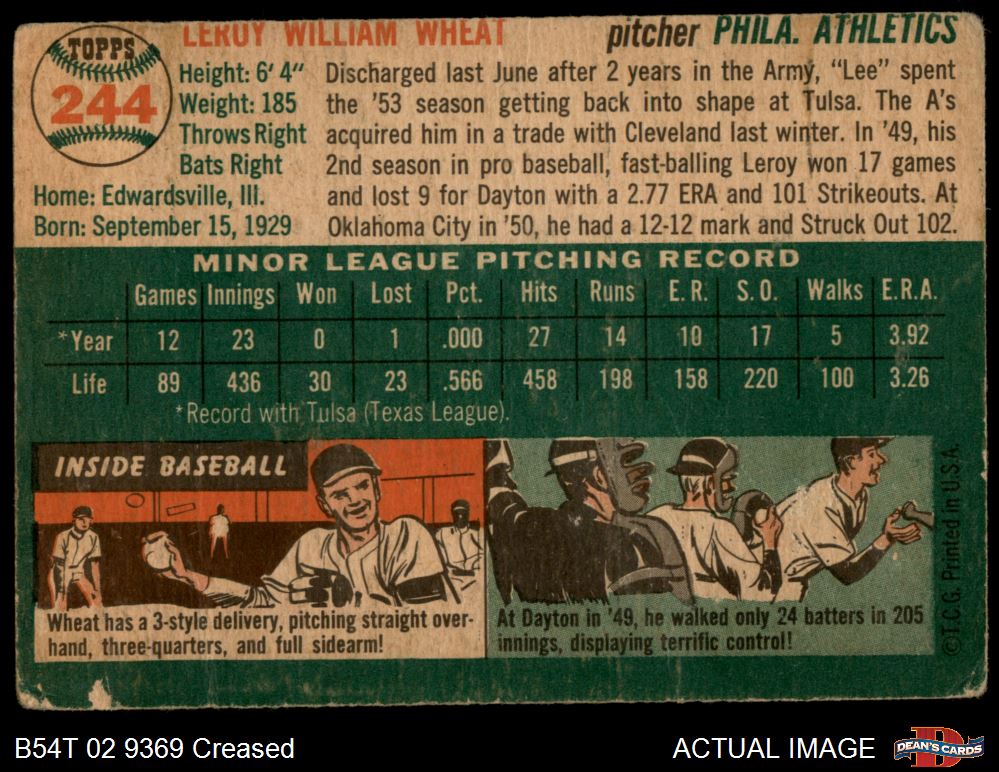 LEROY WILLIAM WHEAT pitcher PHILA. ATHLETICS
TOPPS
244
Height: 6' 4"
Weight: 185
Throws Right
Bats Right
Home: Edwardsville, Ill.
Born: September 15, 1929
Discharged last June after 2 years in the Army, "Lee" spent
the '53 season getting back into shape at Tulsa. The A's
acquired him in a trade with Cleveland last winter. In '49, his
2nd season in pro baseball, fast-balling Leroy won 17 games
and lost 9 for Dayton with a 2.77 ERA and 101 Strikeouts. At
Oklahoma City in '50, he had a 12-12 mark and Struck Out 102.
MINOR LEAGUE PITCHING RECORD
Games Innings Won Lost Pct. Hits Runs E.R. S.O. Walks E.R.A.
*Year 12 23 0 1 .000 27 14 10 17 5 3.92
Life 89 436 30 23 .566 458 198 158 220 100 3.26
*Record with Tulsa (Texas League).
INSIDE BASEBALL
Wheat has a 3-style delivery, pitching straight over-
hand, three-quarters, and full sidearm!
At Dayton in '49, he walked only 24 batters in 205
innings, displaying terrific control!
©T.C.G. Printed in U.S.A.
B54T 02 9369 Creased
ACTUAL IMAGE
D
DEAN'S CARDS